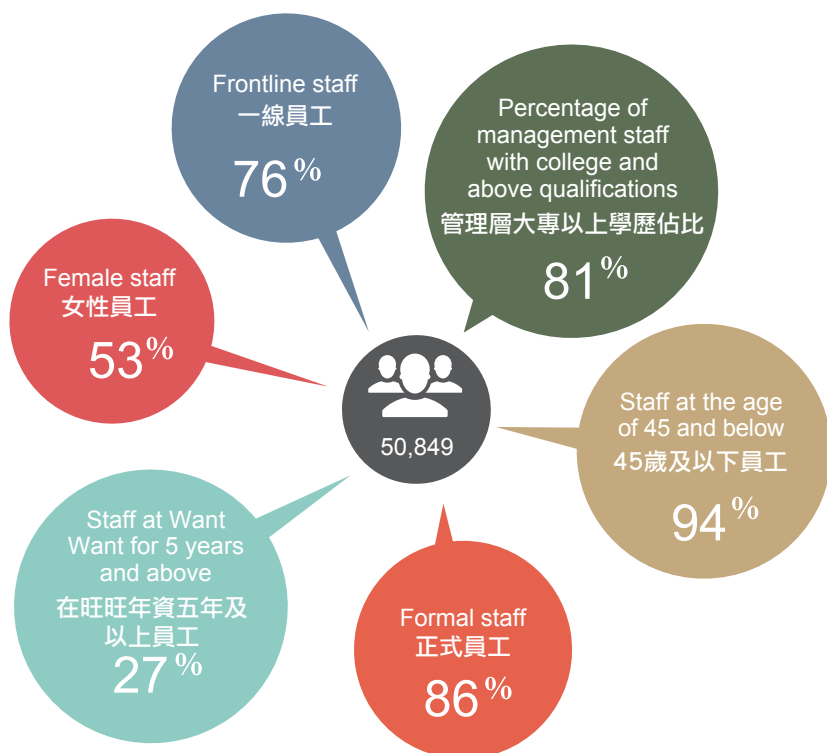 Frontline staff
一線員工
76%
Percentage of
management staff
with college and
above qualifications
管理層大專以上學歷佔比
81%
Female staff
女性員工
53%
50,849
Staff at the age
of 45 and below
45歲及以下員工
94%
Staff at Want
Want for 5 years
and above
在旺旺年資五年及
以上員工
27%
Formal staff
正式員工
86%